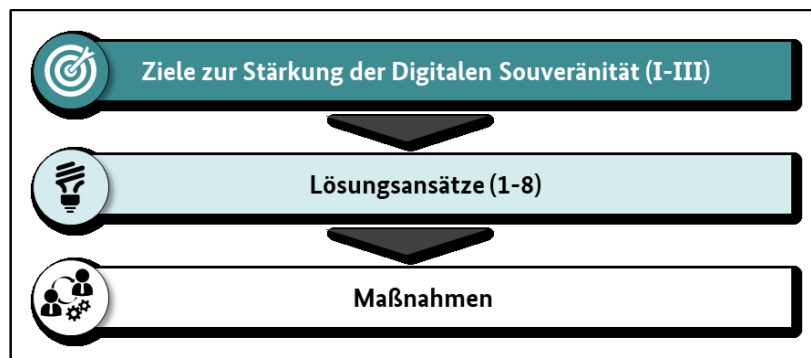 Ziele zur Stärkung der Digitalen Souveränität (I-III)
Lösungsansätze (1-8)
Maßnahmen